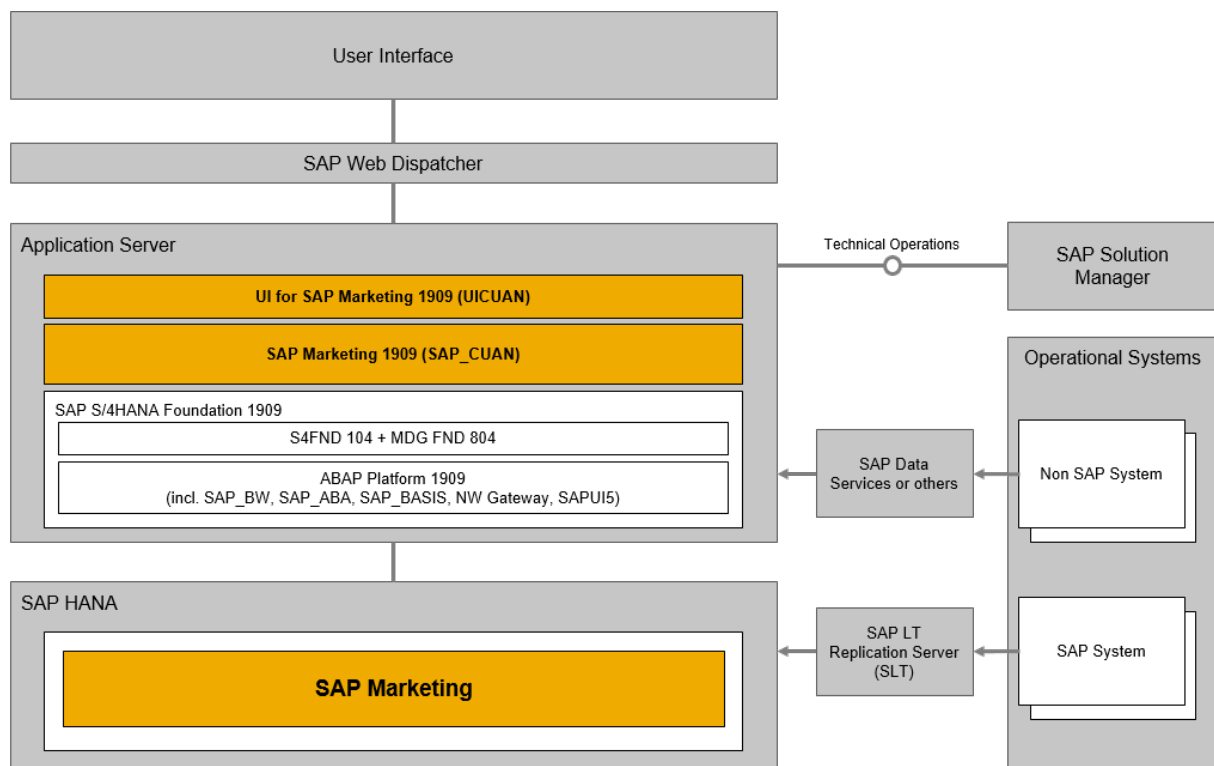 User Interface
SAP Web Dispatcher
Application Server
UI for SAP Marketing 1909 (UICUAN)
SAP Marketing 1909 (SAP_CUAN)
SAP S/4HANA Foundation 1909
S4FND 104 + MDG FND 804
ABAP Platform 1909
(incl. SAP_BW, SAP_ABA, SAP_BASIS, NW Gateway, SAPUI5)
SAP HANA
SAP Marketing
Technical Operations
SAP Solution
Manager
Operational Systems
SAP Data
Services or others
Non SAP System
SAP LT
Replication Server
(SLT)
SAP System